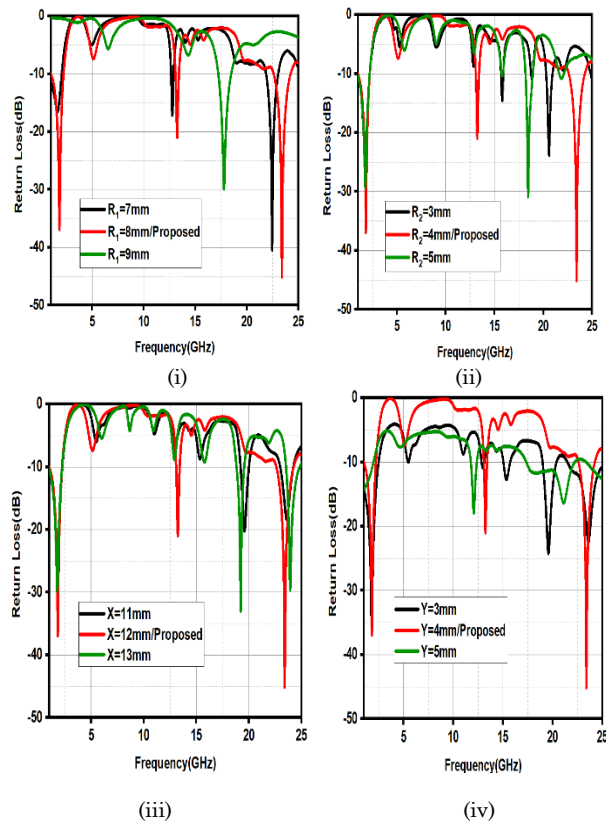 0
-10
-20
-30
-40
-50
Return Loss(dB)
R₁=7mm
R₁=8mm/Proposed
R₁=9mm
5 10 15 20 25
Frequency(GHz)
(i)
0
-10
-20
-30
-40
-50
Return Loss(dB)
R₂=3mm
R₂=4mm/Proposed
R₂=5mm
5 10 15 20 25
Frequency(GHz)
(ii)
0
-10
-20
-30
-40
-50
Return Loss(dB)
X=11mm
X=12mm/Proposed
X=13mm
5 10 15 20 25
Frequency(GHz)
(iii)
0
-10
-20
-30
-40
-50
Return Loss(dB)
Y=3mm
Y=4mm/Proposed
Y=5mm
5 10 15 20 25
Frequency(GHz)
(iv)